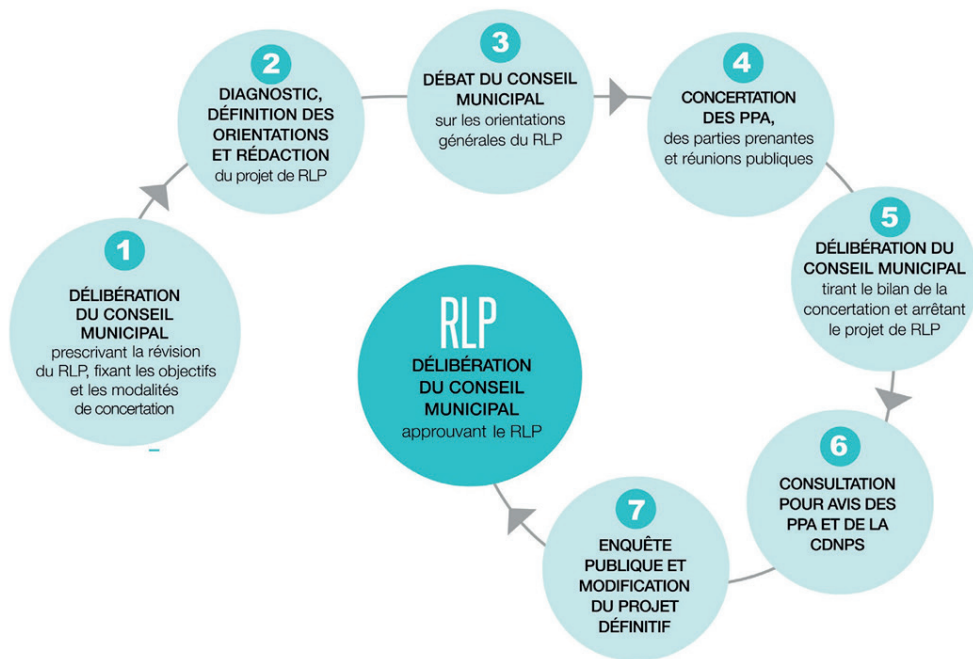 1
DÉLIBÉRATION
DU CONSEIL
MUNICIPAL
prescrivant la révision
du RLP, fixant les objectifs
et les modalités
de concertation
2
DIAGNOSTIC,
DÉFINITION DES
ORIENTATIONS
ET RÉDACTION
du projet de RLP
3
DÉBAT DU CONSEIL
MUNICIPAL
sur les orientations
générales du RLP
4
CONCERTATION
DES PPA,
des parties prenantes
et réunions publiques
5
DÉLIBÉRATION DU
CONSEIL MUNICIPAL
tirant le bilan de la
concertation et arrêtant
le projet de RLP
6
CONSULTATION
POUR AVIS DES
PPA ET DE LA
CDNPS
7
ENQUÊTE
PUBLIQUE ET
MODIFICATION
DU PROJET
DÉFINITIF
RLP
DÉLIBÉRATION
DU CONSEIL
MUNICIPAL
approuvant le RLP